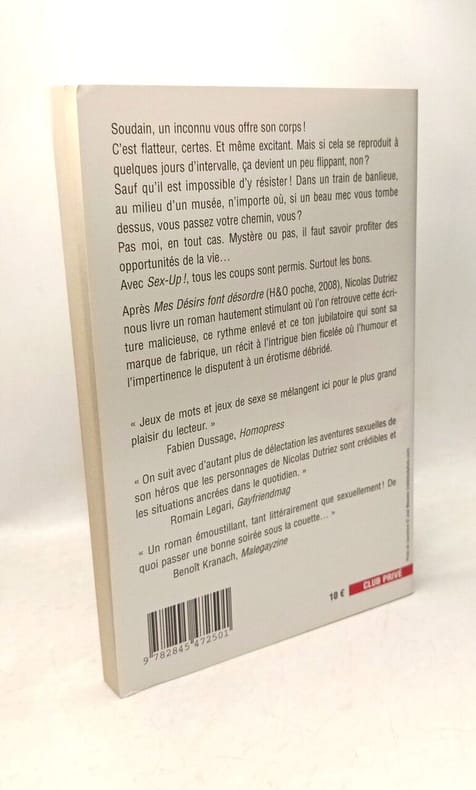 Soudain, un inconnu vous offre son corps !
C'est flatteur, certes. Et même excitant. Mais si cela se reproduit à
quelques jours d'intervalle, ça devient un peu flippant, non ?
Sauf qu'il est impossible d'y résister ! Dans un train de banlieue,
au milieu d'un musée, n'importe où, si un beau mec vous tombe
dessus, vous passez votre chemin, vous ?
Pas moi, en tout cas. Mystère ou pas, il faut savoir profiter des
opportunités de la vie…
Avec Sex-Up !, tous les coups sont permis. Surtout les bons.
Après Mes Désirs font désordre (H&O poche, 2008), Nicolas Dutriez
nous livre un roman hautement stimulant où l'on retrouve cette écri-
ture malicieuse, ce rythme enlevé et ce ton jubilatoire qui ont sa
marque de fabrique, un récit à l'intrigue bien ficelée où l'humour et
l'impertinence le disputent à un érotisme débridé.
« Jeux de mots et jeux de sexe se mélangent ici pour le plus grand
plaisir du lecteur. »
Fabien Dussage, Homopress
« On suit avec d'autant plus de délectation les aventures sexuelles de
son héros que les personnages de Nicolas Dutriez sont crédibles et
les situations ancrées dans le quotidien. »
Romain Legari, Gayfriendmag
« Un roman émoustillant, tant littérairement que sexuellement ! De
quoi passer une bonne soirée sous la couette… »
Benoît Kranach, Malegayzine
10 €
CLUB PRIVÉ
9 782845 472501